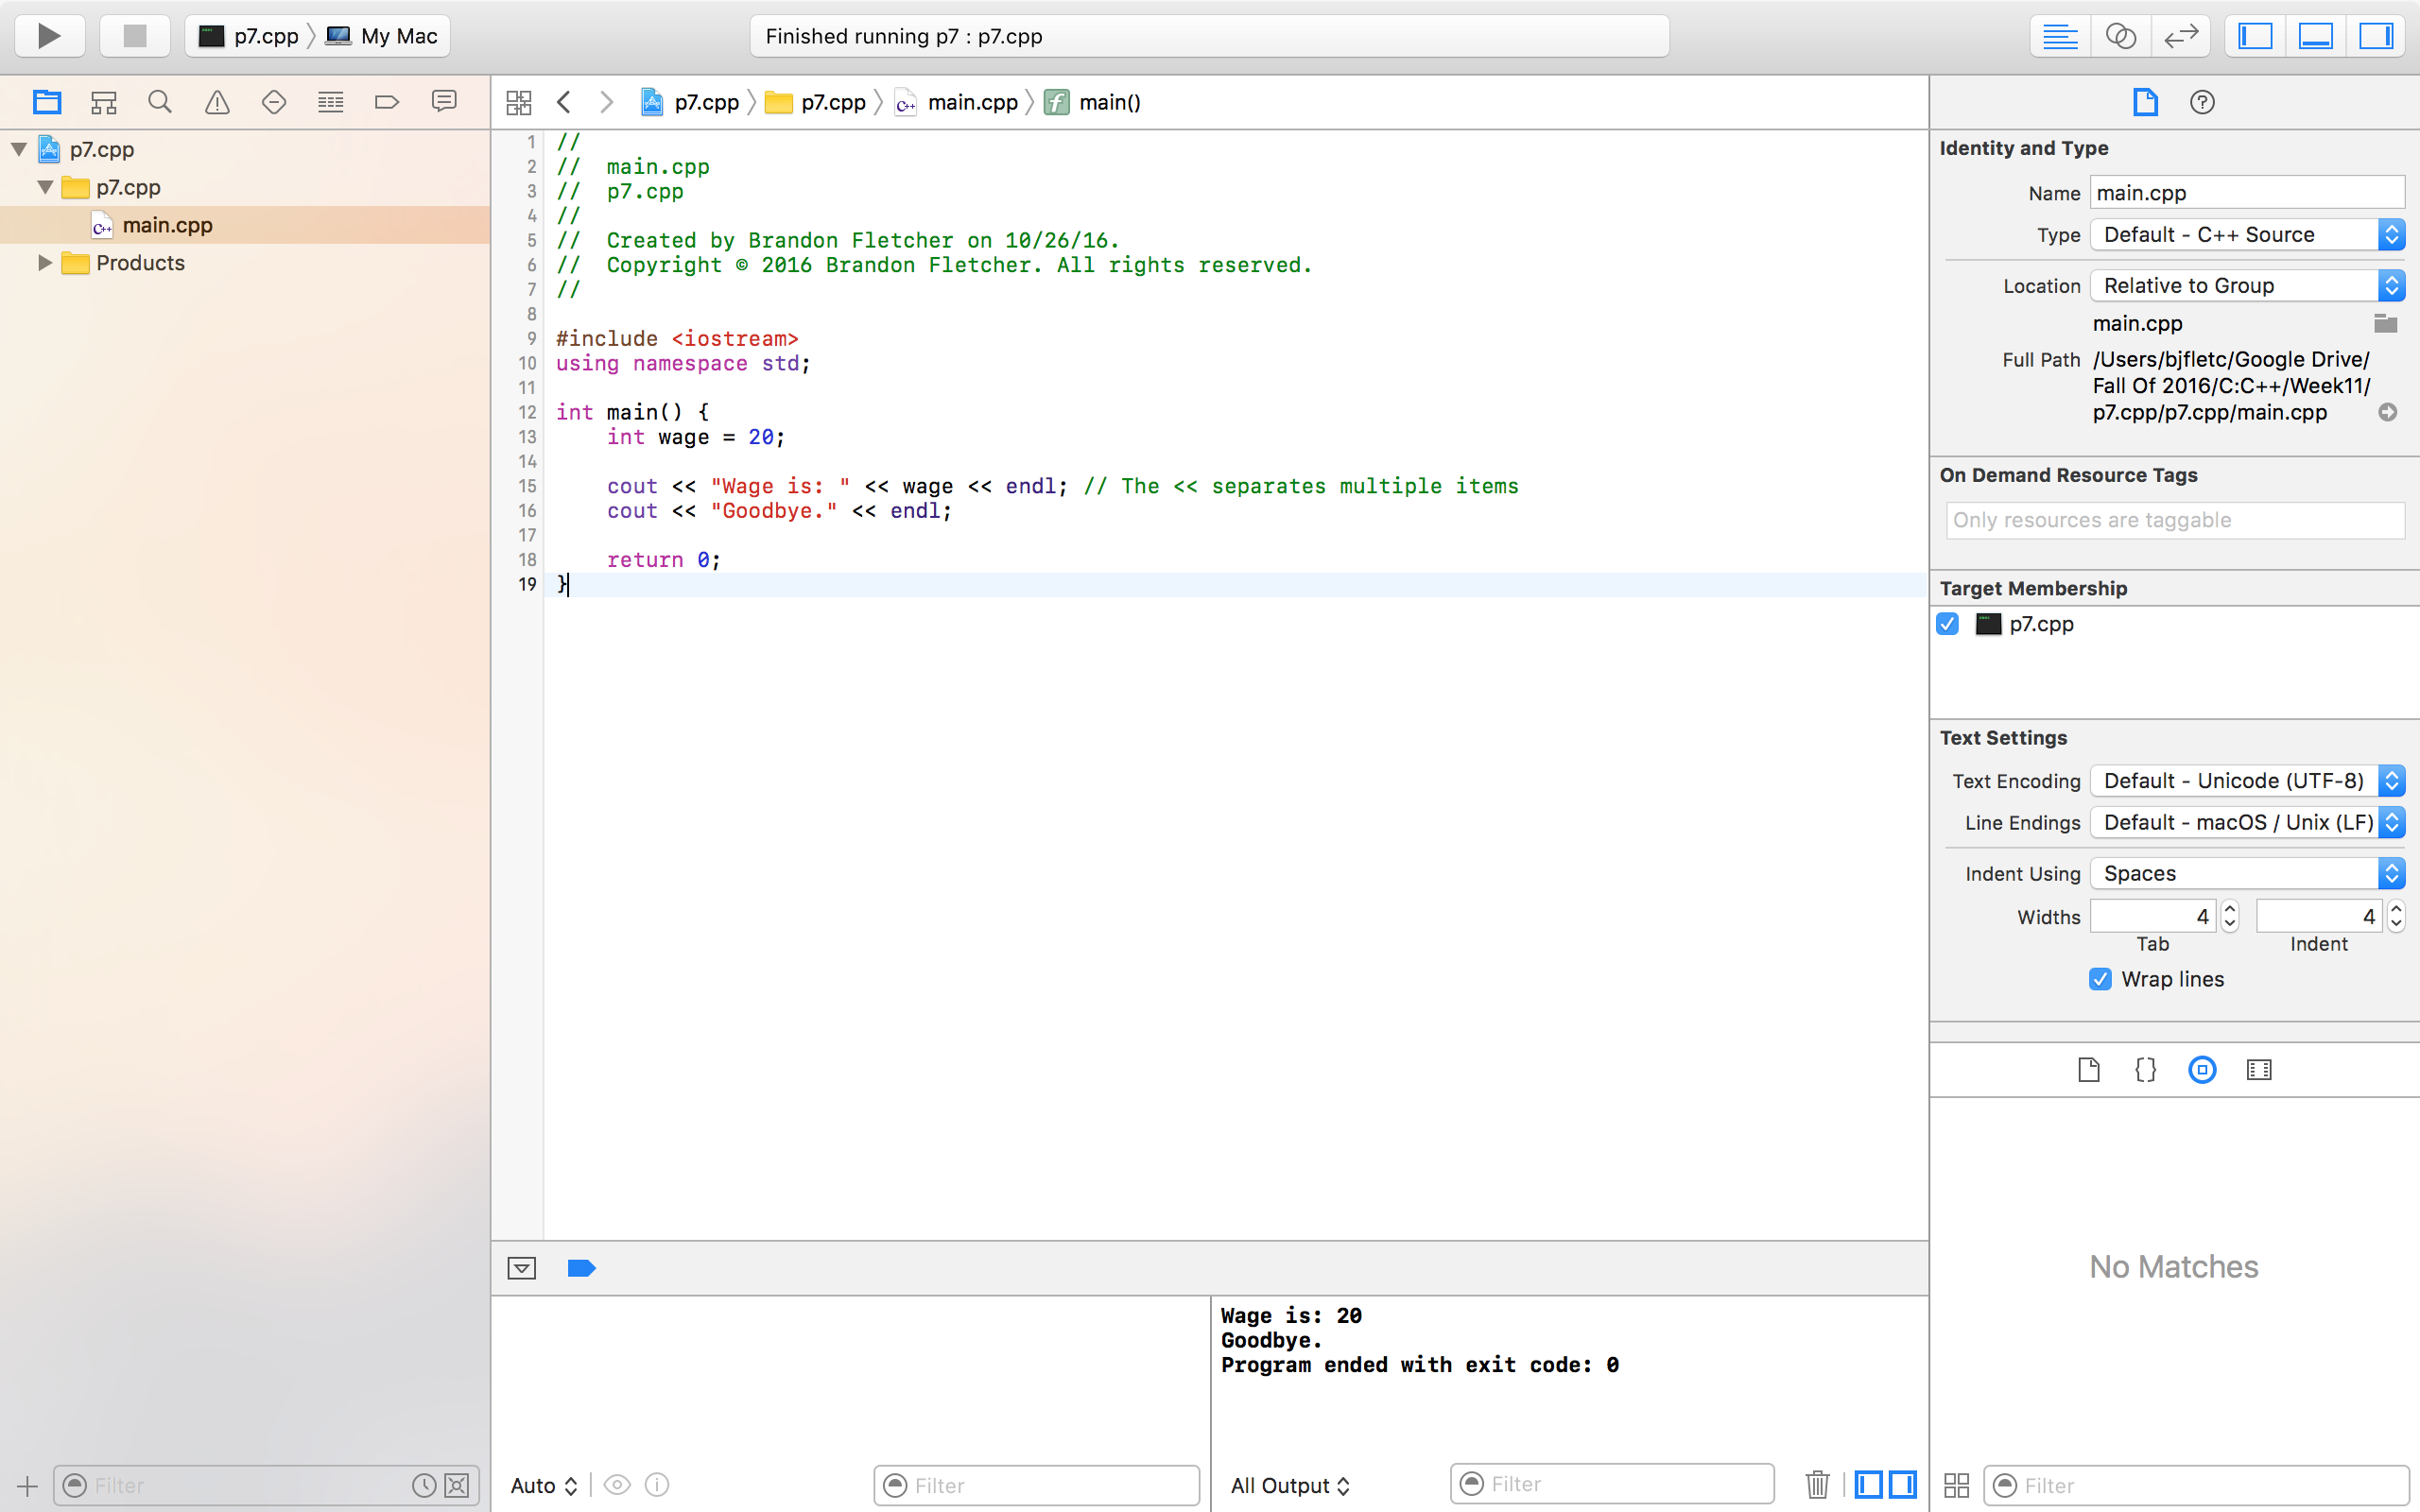 p7.cpp My Mac
Finished running p7 : p7.cpp
p7.cpp
p7.cpp
main.cpp
Products
Filter
p7.cpp p7.cpp main.cpp main()
1 //
2 //  main.cpp
3 //  p7.cpp
4 //
5 //  Created by Brandon Fletcher on 10/26/16.
6 //  Copyright © 2016 Brandon Fletcher. All rights reserved.
7 //
8
9 #include <iostream>
10 using namespace std;
11
12 int main() {
13     int wage = 20;
14
15     cout << "Wage is: " << wage << endl; // The << separates multiple items
16     cout << "Goodbye." << endl;
17
18     return 0;
19 }
Wage is: 20
Goodbye.
Program ended with exit code: 0
Auto
Filter
All Output
Filter
Identity and Type
Name main.cpp
Type Default - C++ Source
Location Relative to Group
main.cpp
Full Path /Users/bjfletc/Google Drive/
Fall Of 2016/C:C++/Week11/
p7.cpp/p7.cpp/main.cpp
On Demand Resource Tags
Only resources are taggable
Target Membership
p7.cpp
Text Settings
Text Encoding Default - Unicode (UTF-8)
Line Endings Default - macOS / Unix (LF)
Indent Using Spaces
Widths 4 4
Tab Indent
Wrap lines
No Matches
Filter